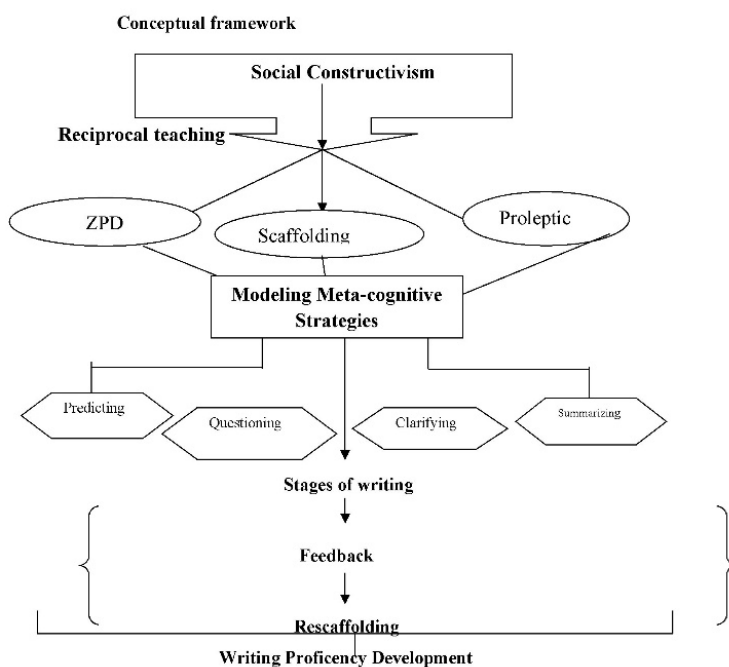 Conceptual framework
Social Constructivism
Reciprocal teaching
ZPD
Scaffolding
Proleptic
Modeling Meta-cognitive
Strategies
Predicting
Questioning
Clarifying
Summarizing
Stages of writing
Feedback
Rescaffolding
Writing Proficency Development